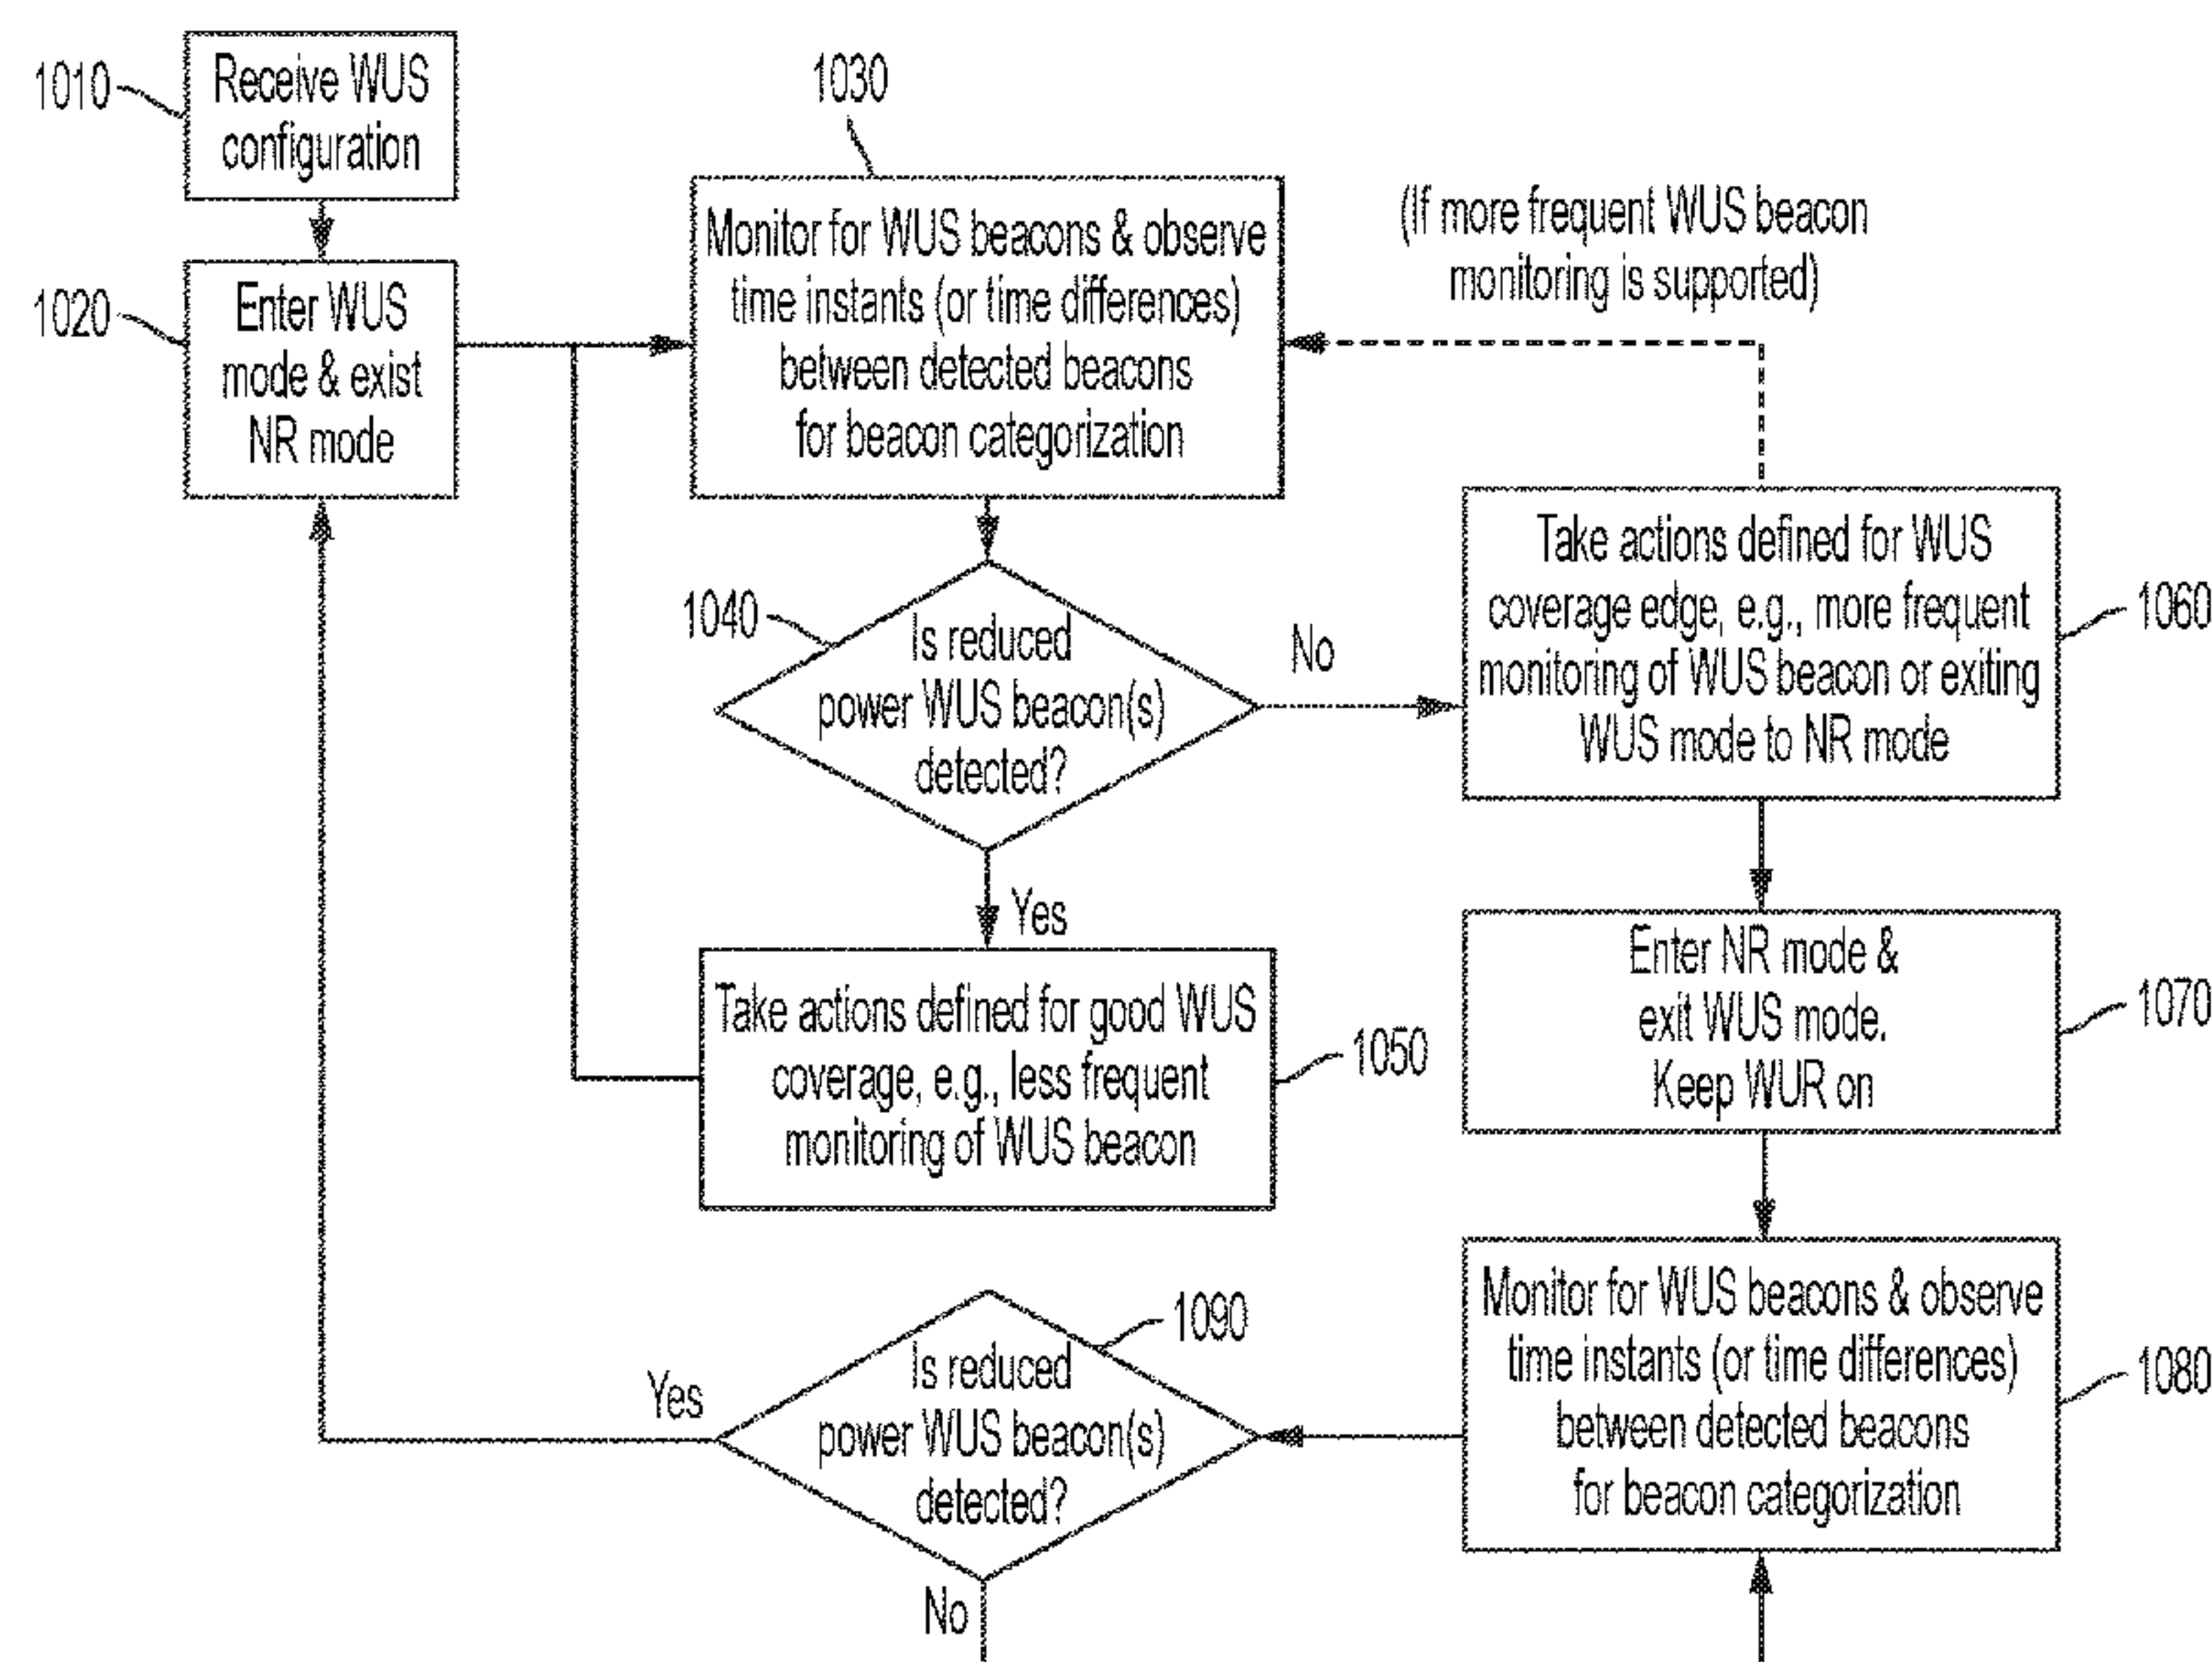 1010
Receive WUS
configuration
1020
Enter WUS
mode & exist
NR mode
1030
Monitor for WUS beacons & observe
time instants (or time differences)
between detected beacons
for beacon categorization
(If more frequent WUS beacon
monitoring is supported)
1040
Is reduced
power WUS beacon(s)
detected?
No
Yes
Take actions defined for WUS
coverage edge, e.g., more frequent
monitoring of WUS beacon or exiting
WUS mode to NR mode
1060
Take actions defined for good WUS
coverage, e.g., less frequent
monitoring of WUS beacon
1050
Enter NR mode &
exit WUS mode.
Keep WUR on
1070
Monitor for WUS beacons & observe
time instants (or time differences)
between detected beacons
for beacon categorization
1080
1090
Is reduced
power WUS beacon(s)
detected?
Yes
No